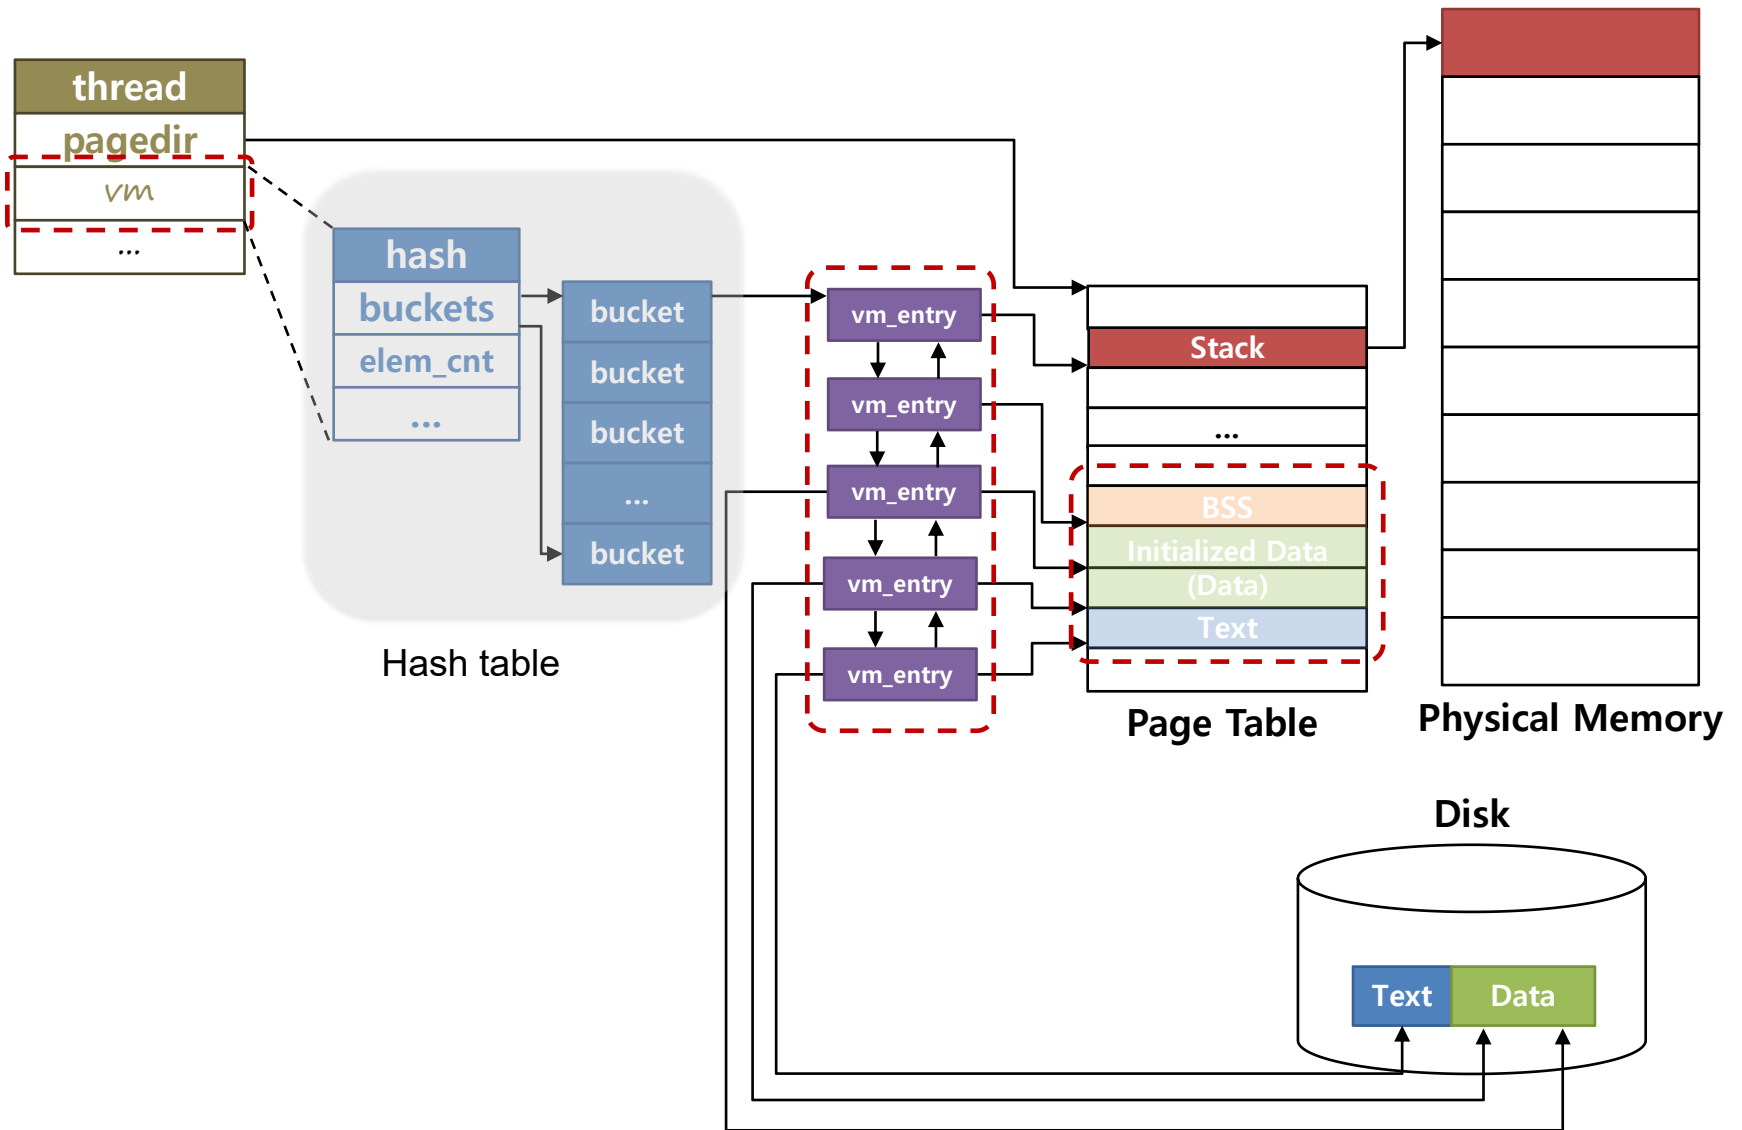 thread
pagedir
vm
...
hash
buckets
elem_cnt
...
bucket
bucket
bucket
...
bucket
Hash table
vm_entry
vm_entry
vm_entry
vm_entry
vm_entry
Stack
...
BSS
Initialized Data
(Data)
Text
Page Table
Physical Memory
Disk
Text
Data